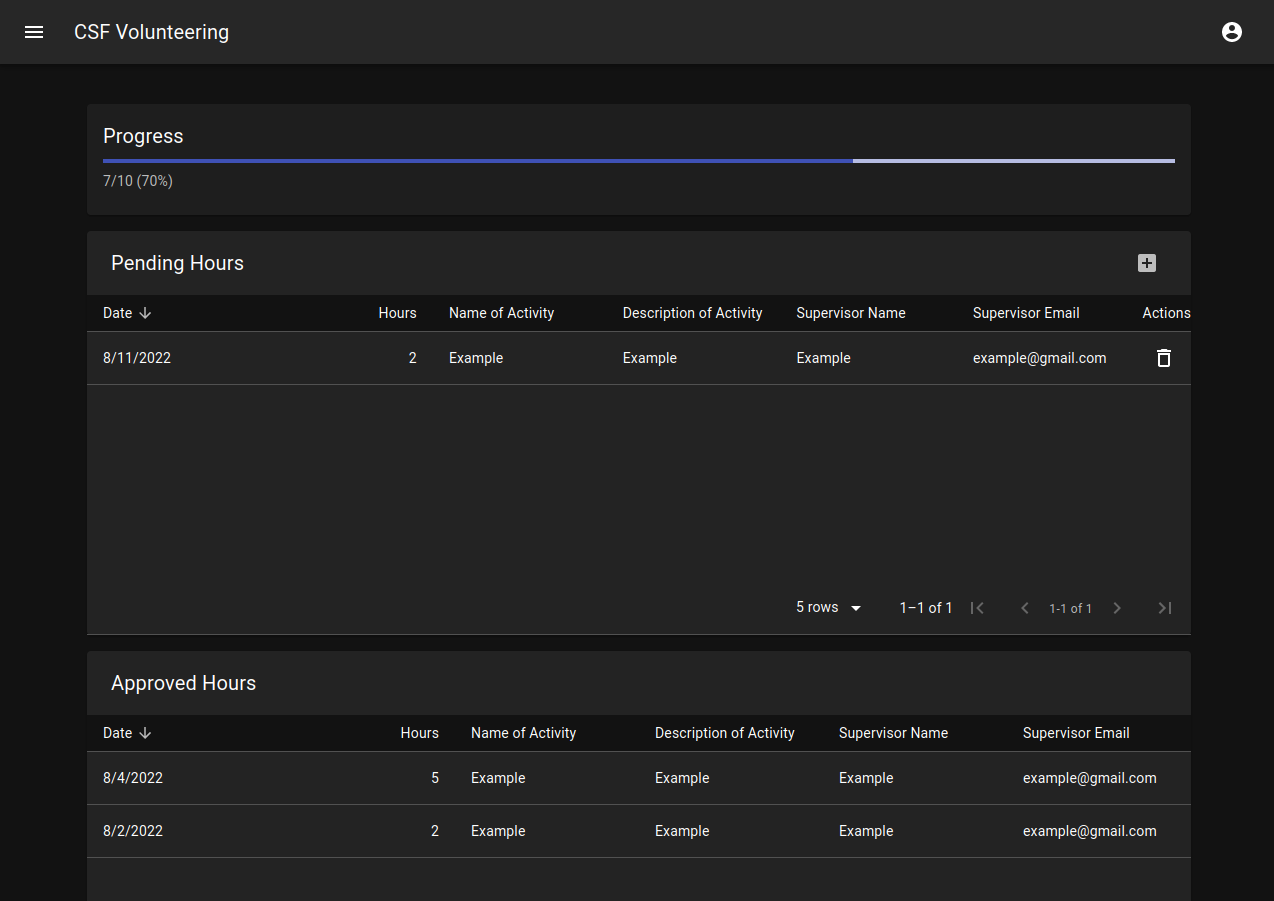 CSF Volunteering
Progress
7/10 (70%)
Pending Hours
Date Hours Name of Activity Description of Activity Supervisor Name Supervisor Email Actions
8/11/2022 2 Example Example Example example@gmail.com
5 rows 1–1 of 1 1-1 of 1
Approved Hours
Date Hours Name of Activity Description of Activity Supervisor Name Supervisor Email
8/4/2022 5 Example Example Example example@gmail.com
8/2/2022 2 Example Example Example example@gmail.com